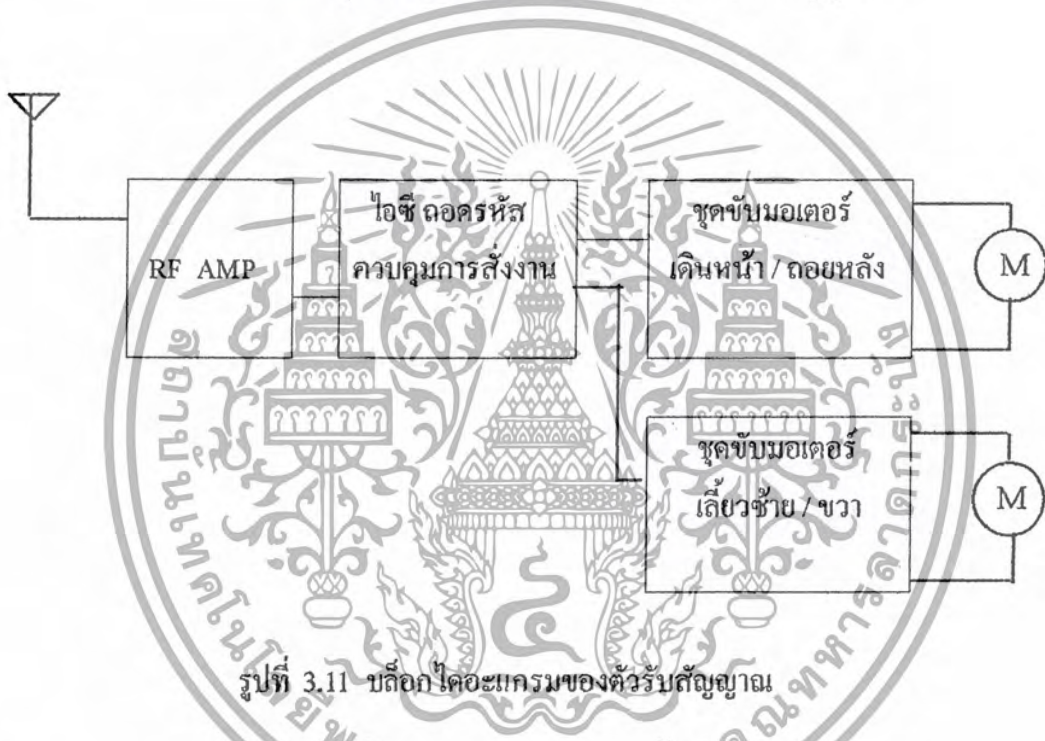 RF AMP
ไอซี ถอดรหัส
ควบคุมการสั่งงาน
ชุดขับมอเตอร์
เดินหน้า / ถอยหลัง
M
ชุดขับมอเตอร์
เลี้ยวซ้าย / ขวา
M
รูปที่ 3.11 บล็อกไดอะแกรมของตัวรับสัญญาณ